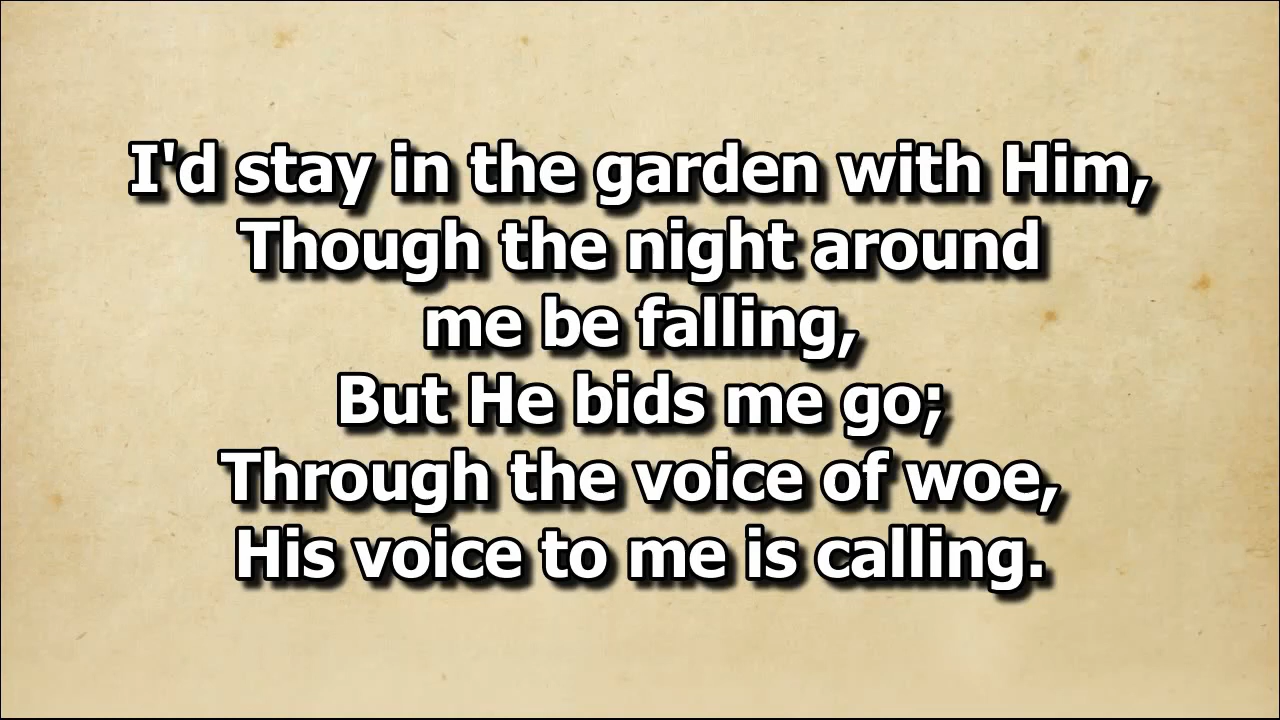 I'd stay in the garden with Him,
Though the night around
me be falling,
But He bids me go;
Through the voice of woe,
His voice to me is calling.